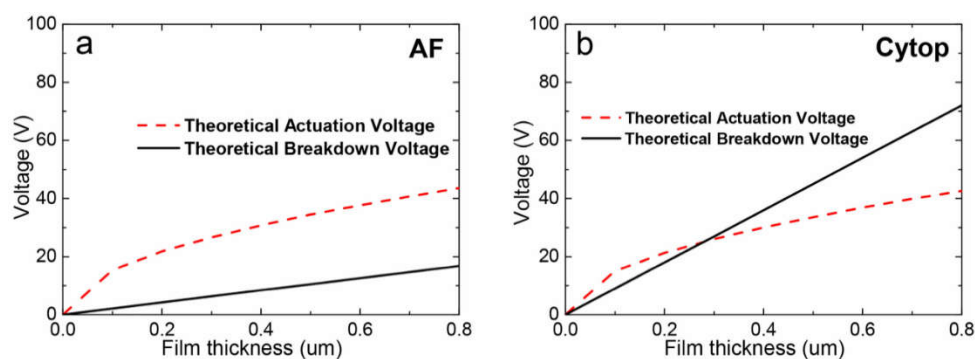 a
AF
100
80
60
40
20
0
Voltage (V)
Theoretical Actuation Voltage
Theoretical Breakdown Voltage
0.0 0.2 0.4 0.6 0.8
Film thickness (um)
b
Cytop
100
80
60
40
20
0
Voltage (V)
Theoretical Actuation Voltage
Theoretical Breakdown Voltage
0.0 0.2 0.4 0.6 0.8
Film thickness (um)